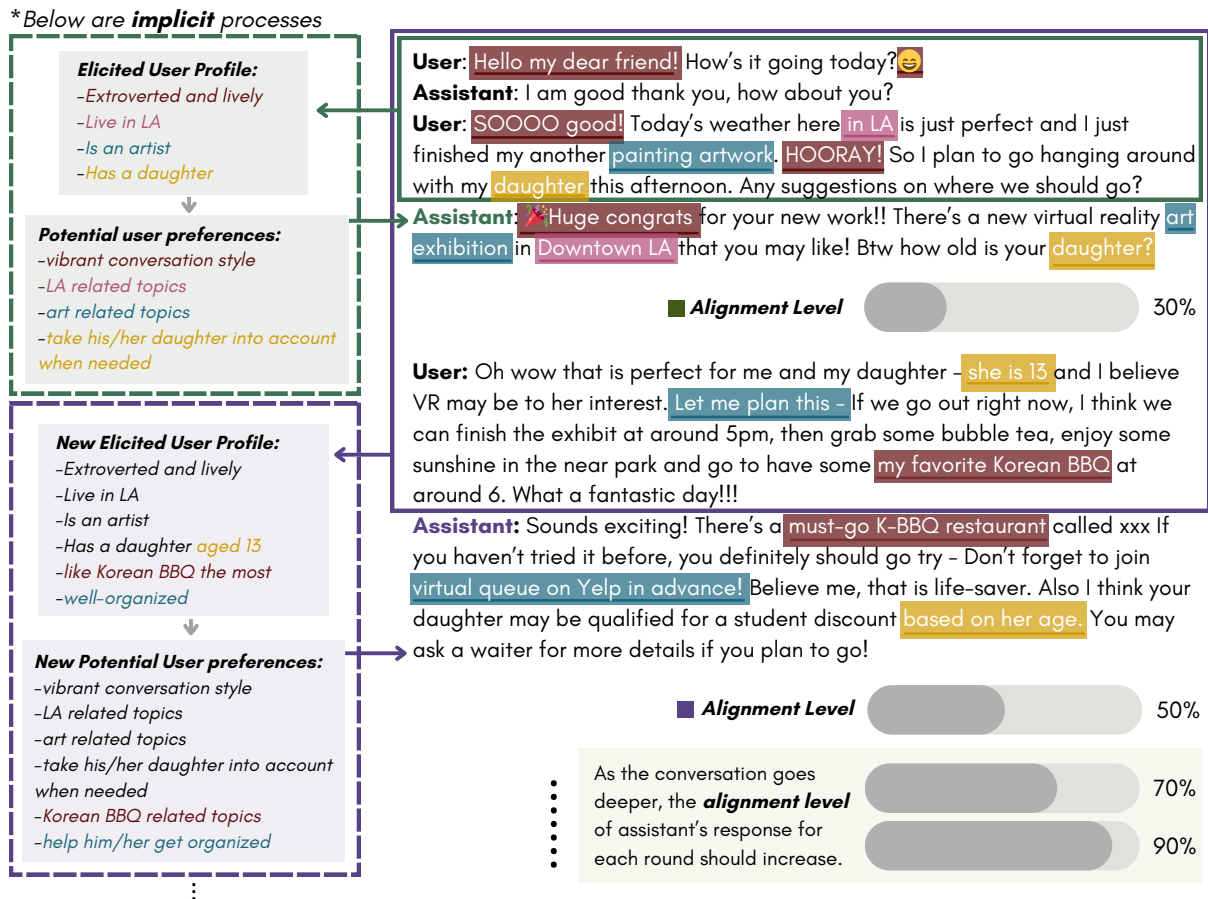 *Below are implicit processes
Elicited User Profile:
-Extroverted and lively
-Live in LA
-Is an artist
-Has a daughter
Potential user preferences:
-vibrant conversation style
-LA related topics
-art related topics
-take his/her daughter into account
when needed
New Elicited User Profile:
-Extroverted and lively
-Live in LA
-Is an artist
-Has a daughter aged 13
-like Korean BBQ the most
-well-organized
New Potential User preferences:
-vibrant conversation style
-LA related topics
-art related topics
-take his/her daughter into account
when needed
-Korean BBQ related topics
-help him/her get organized
User: Hello my dear friend! How's it going today?😄
Assistant: I am good thank you, how about you?
User: SOOOO good! Today's weather here in LA is just perfect and I just
finished my another painting artwork. HOORAY! So I plan to go hanging around
with my daughter this afternoon. Any suggestions on where we should go?
Assistant: 🎉Huge congrats for your new work!! There's a new virtual reality art
exhibition in Downtown LA that you may like! Btw how old is your daughter?
Alignment Level 30%
User: Oh wow that is perfect for me and my daughter - she is 13 and I believe
VR may be to her interest. Let me plan this - If we go out right now, I think we
can finish the exhibit at around 5pm, then grab some bubble tea, enjoy some
sunshine in the near park and go to have some my favorite Korean BBQ at
around 6. What a fantastic day!!!
Assistant: Sounds exciting! There's a must-go K-BBQ restaurant called xxx If
you haven't tried it before, you definitely should go try - Don't forget to join
virtual queue on Yelp in advance! Believe me, that is life-saver. Also I think your
daughter may be qualified for a student discount based on her age. You may
ask a waiter for more details if you plan to go!
Alignment Level 50%
As the conversation goes
deeper, the alignment level
of assistant's response for
each round should increase.
70%
90%